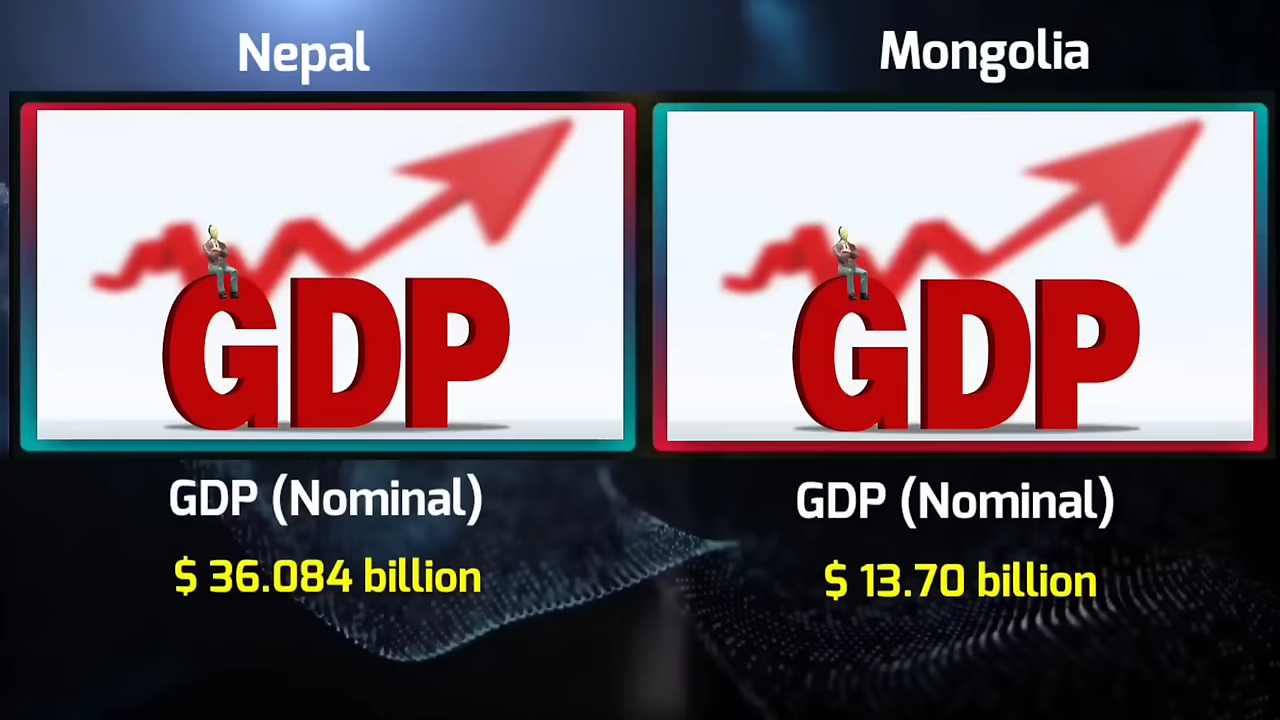 Nepal
Mongolia
GDP
GDP
GDP (Nominal)
GDP (Nominal)
$ 36.084 billion
$ 13.70 billion